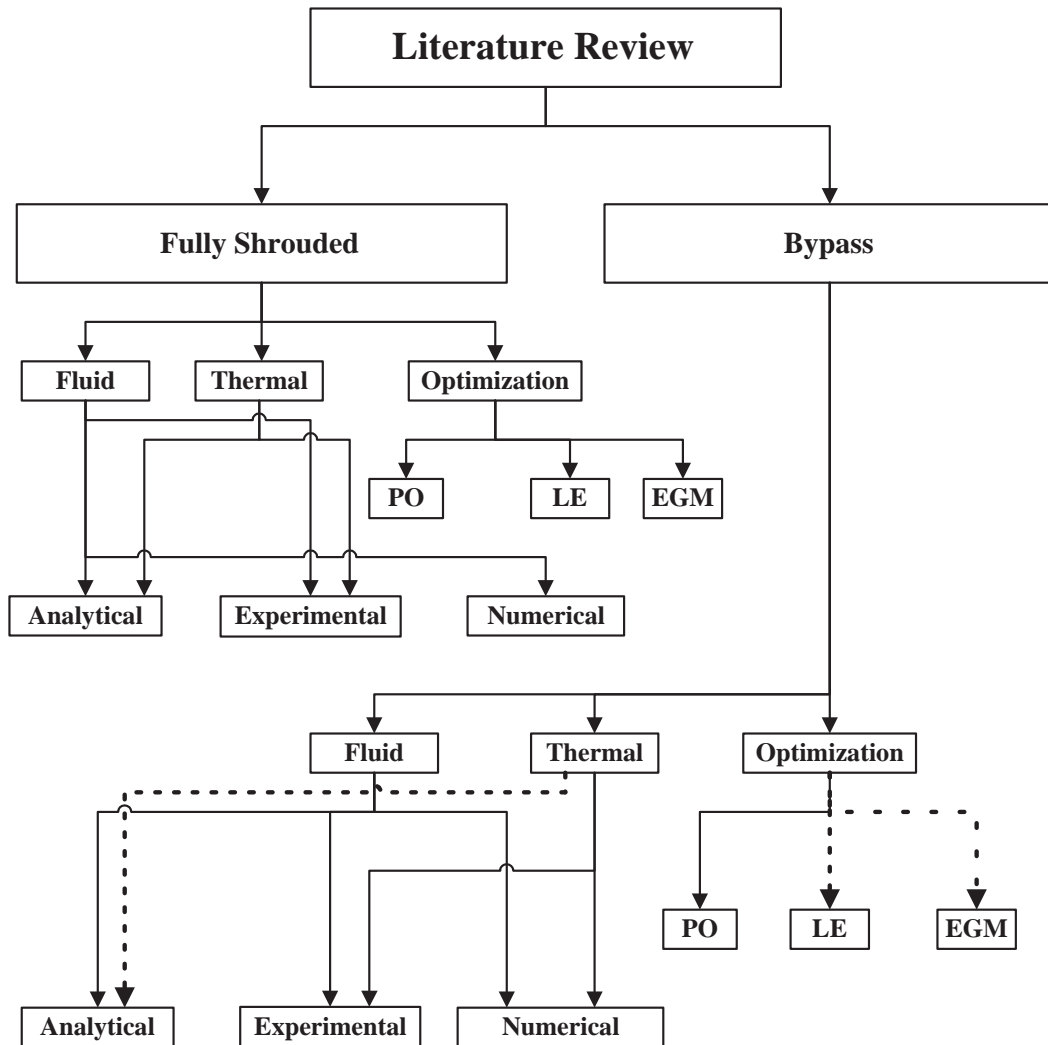 Literature Review
Fully Shrouded
Bypass
Fluid
Thermal
Optimization
PO
LE
EGM
Analytical
Experimental
Numerical
Fluid
Thermal
Optimization
PO
LE
EGM
Analytical
Experimental
Numerical